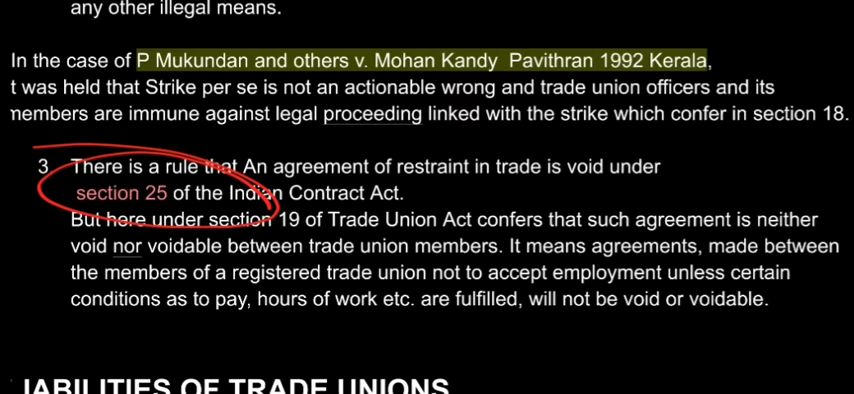 any other illegal means.
In the case of P Mukundan and others v. Mohan Kandy Pavithran 1992 Kerala,
t was held that Strike per se is not an actionable wrong and trade union officers and its
members are immune against legal proceeding linked with the strike which confer in section 18.
3 There is a rule that An agreement of restraint in trade is void under
section 25 of the Indian Contract Act.
But here under section 19 of Trade Union Act confers that such agreement is neither
void nor voidable between trade union members. It means agreements, made between
the members of a registered trade union not to accept employment unless certain
conditions as to pay, hours of work etc. are fulfilled, will not be void or voidable.
IABILITIES OF TRADE UNIONS